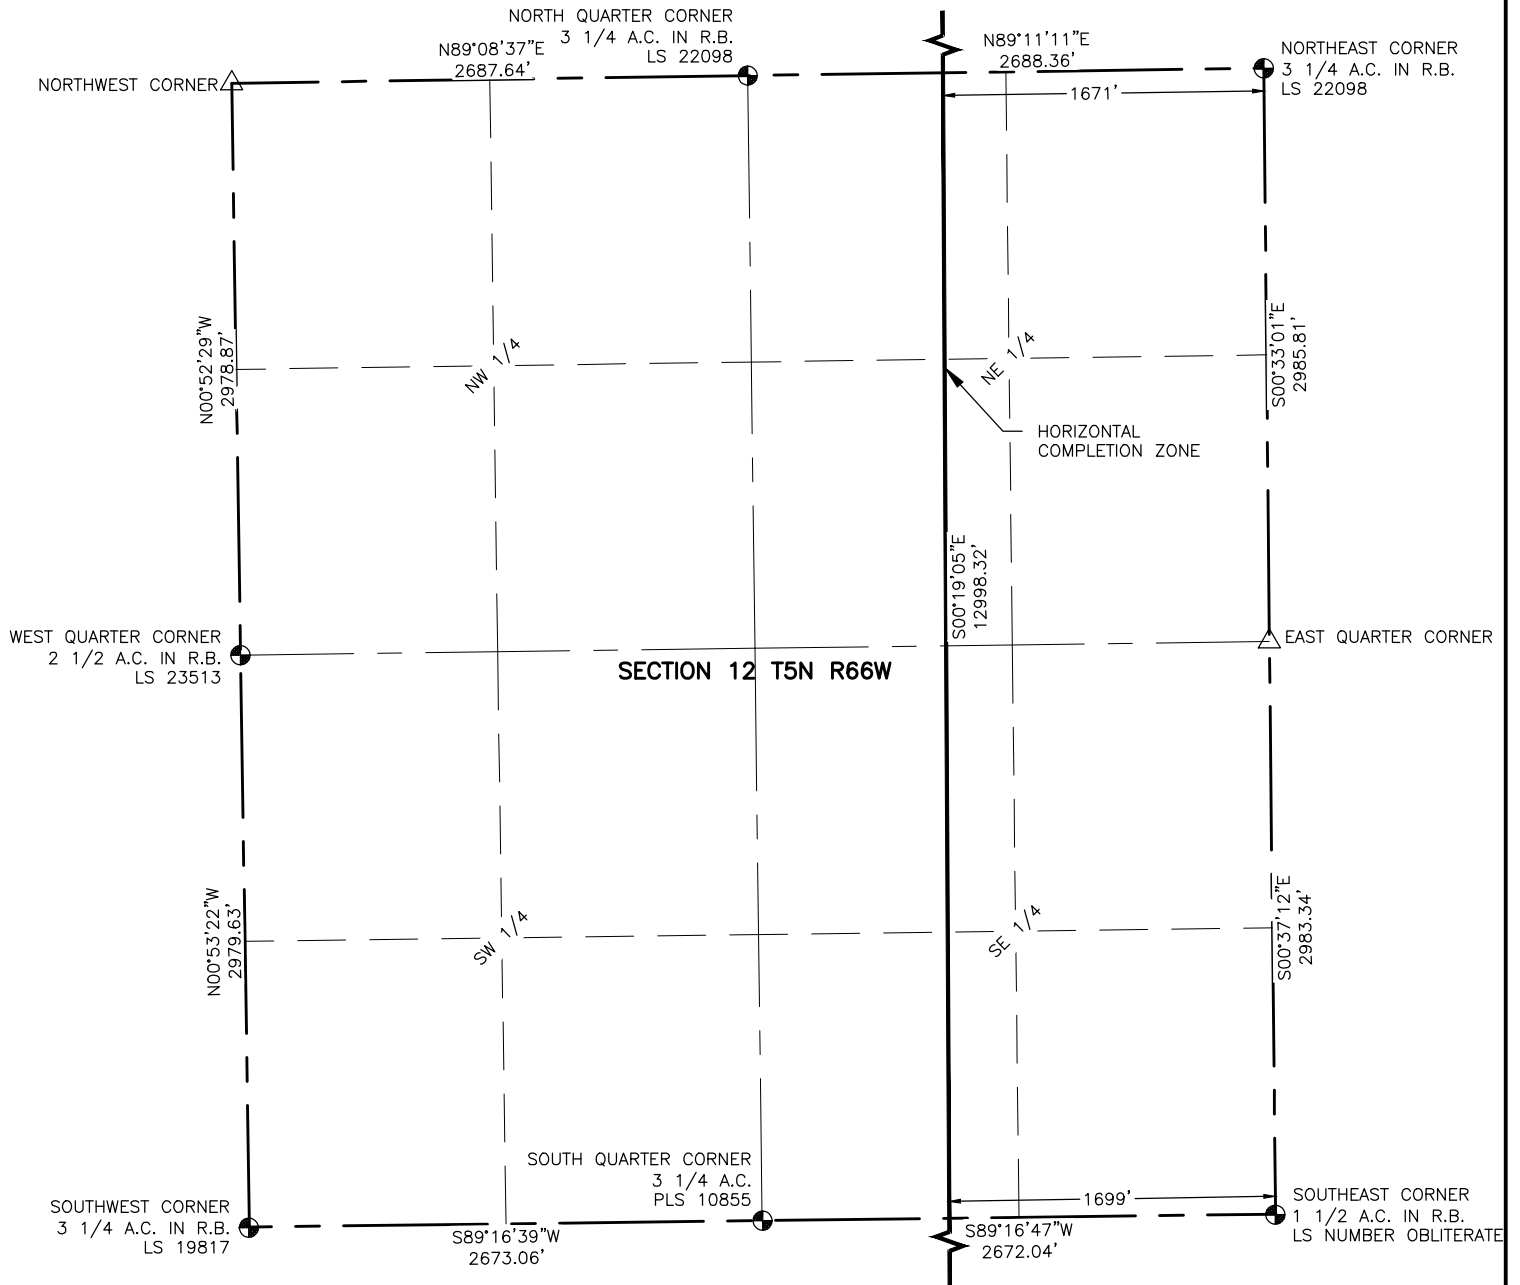 NORTH QUARTER CORNER
3 1/4 A.C. IN R.B.
LS 22098
N89°08'37"E
2687.64'
N89°11'11"E
2688.36'
NORTHEAST CORNER
3 1/4 A.C. IN R.B.
LS 22098
NORTHWEST CORNER
1671'
N00°52'29"W
2978.87'
NW 1/4
NE 1/4
S00°33'01"E
2985.81'
HORIZONTAL
COMPLETION ZONE
S00°19'05"E
12998.32'
WEST QUARTER CORNER
2 1/2 A.C. IN R.B.
LS 23513
EAST QUARTER CORNER
SECTION 12 T5N R66W
N00°53'22"W
2979.63'
SW 1/4
SE 1/4
S00°37'12"E
2983.34'
SOUTH QUARTER CORNER
3 1/4 A.C.
PLS 10855
SOUTHWEST CORNER
3 1/4 A.C. IN R.B.
LS 19817
S89°16'39"W
2673.06'
1699'
S89°16'47"W
2672.04'
SOUTHEAST CORNER
1 1/2 A.C. IN R.B.
LS NUMBER OBLITERATE